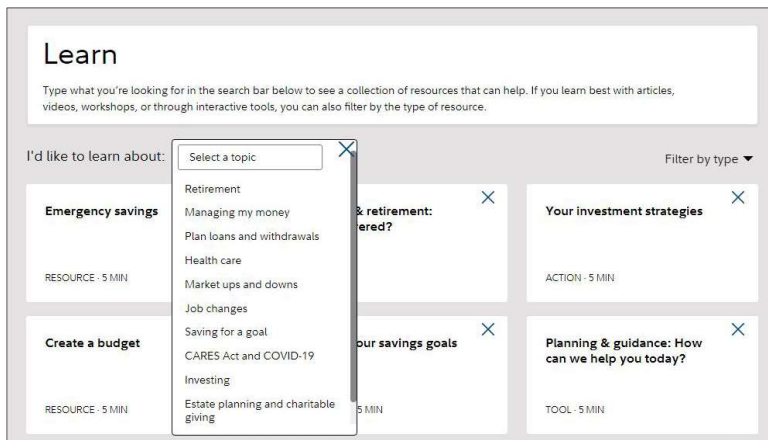 Learn
Type what you're looking for in the search bar below to see a collection of resources that can help. If you learn best with articles,
videos, workshops, or through interactive tools, you can also filter by the type of resource.
I'd like to learn about:
Select a topic
Filter by type
Retirement
Managing my money
Plan loans and withdrawals
Health care
Market ups and downs
Job changes
Saving for a goal
CARES Act and COVID-19
Investing
Estate planning and charitable
giving
Emergency savings
RESOURCE · 5 MIN
& retirement:
ered?
Your investment strategies
ACTION · 5 MIN
Create a budget
RESOURCE · 5 MIN
our savings goals
5 MIN
Planning & guidance: How
can we help you today?
TOOL · 5 MIN